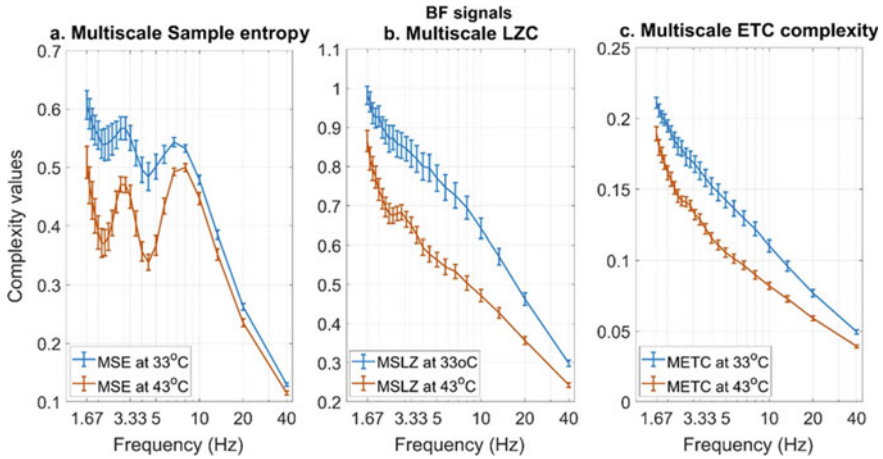 BF signals
a. Multiscale Sample entropy
b. Multiscale LZC
c. Multiscale ETC complexity
Complexity values
0.7
0.6
0.5
0.4
0.3
0.2
0.1
MSE at 33°C
MSE at 43°C
1.67 3.33 5 10 20 40
Frequency (Hz)
1.1
1
0.9
0.8
0.7
0.6
0.5
0.4
0.3
0.2
MSLZ at 33oC
MSLZ at 43°C
1.67 3.33 5 10 20 40
Frequency (Hz)
0.25
0.2
0.15
0.1
0.05
0
METC at 33°C
METC at 43°C
1.67 3.33 5 10 20 40
Frequency (Hz)